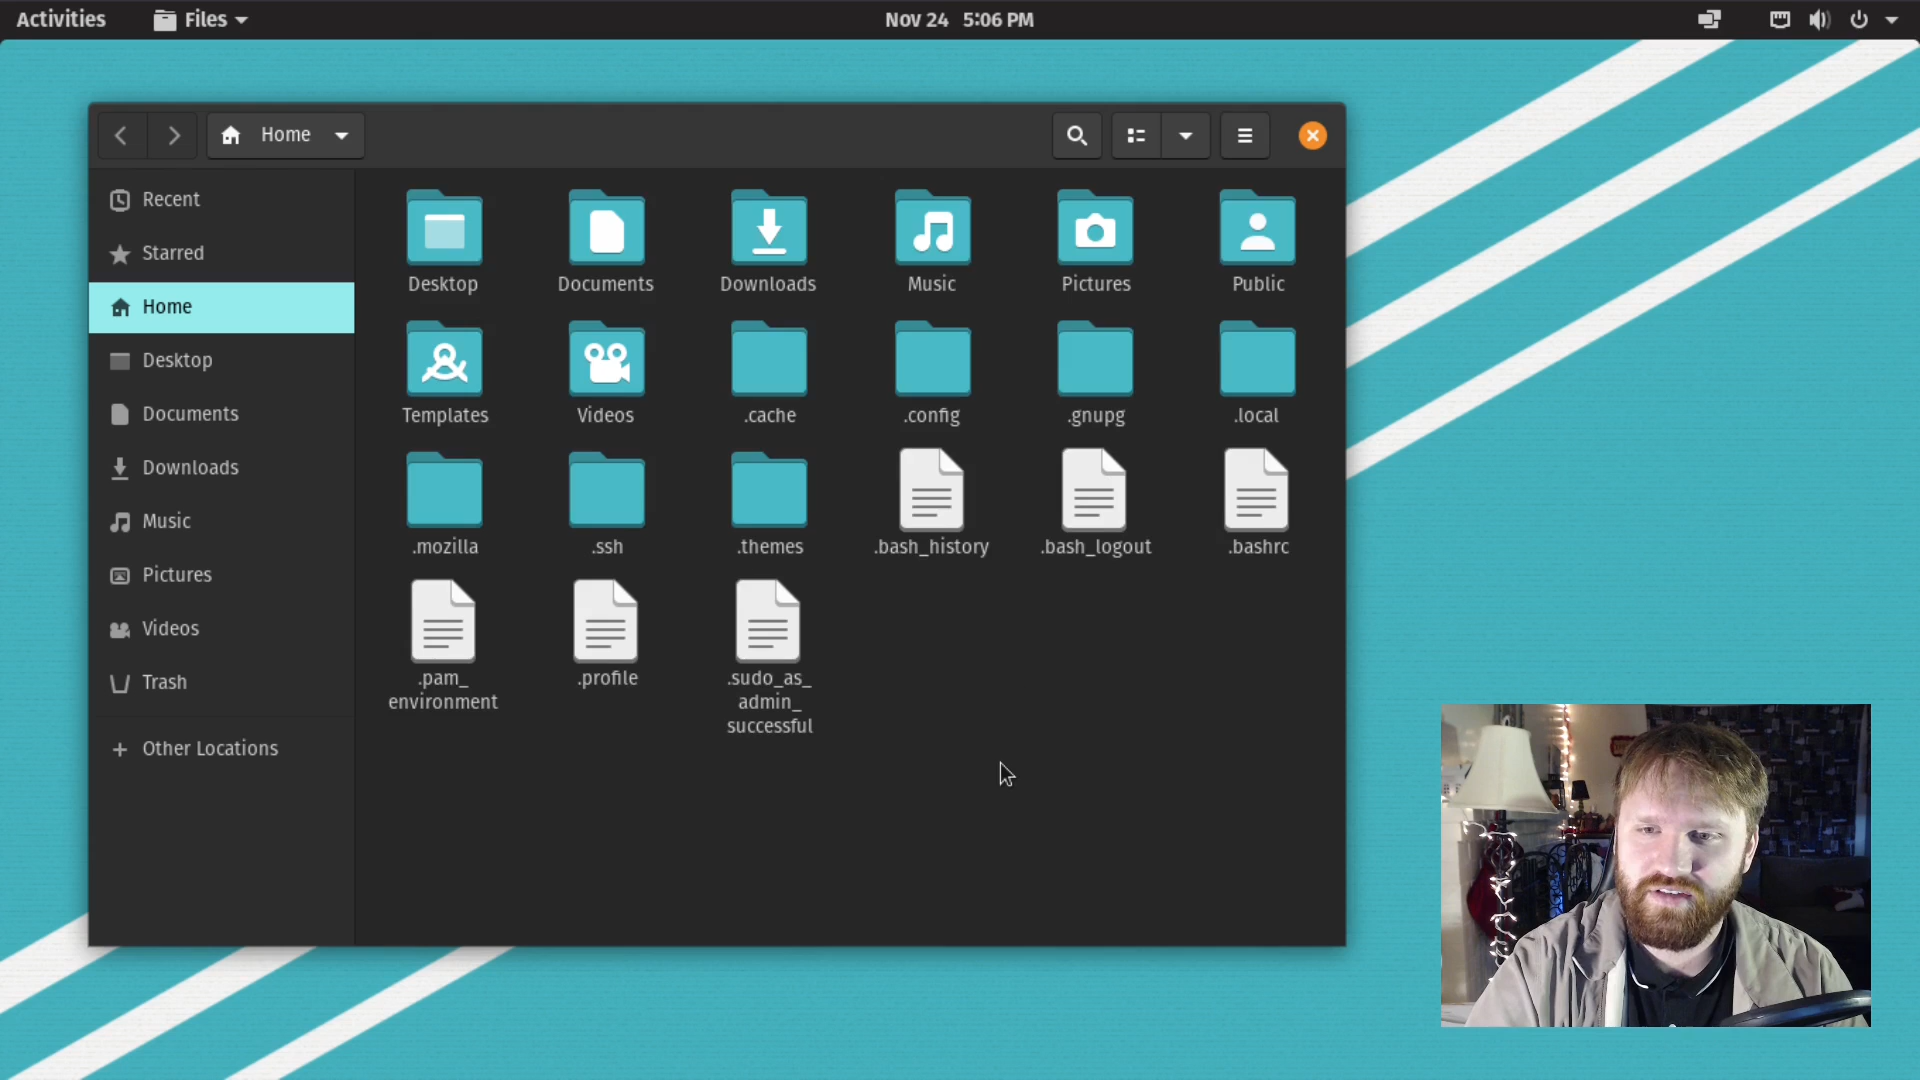 Activities
Files
Nov 24 5:06 PM
Home
Recent
Starred
Home
Desktop
Documents
Downloads
Music
Pictures
Videos
Trash
Other Locations
Desktop
Documents
Downloads
Music
Pictures
Public
Templates
Videos
.cache
.config
.gnupg
.local
.mozilla
.ssh
.themes
.bash_history
.bash_logout
.bashrc
.pam_
environment
.profile
.sudo_as_
admin_
successful